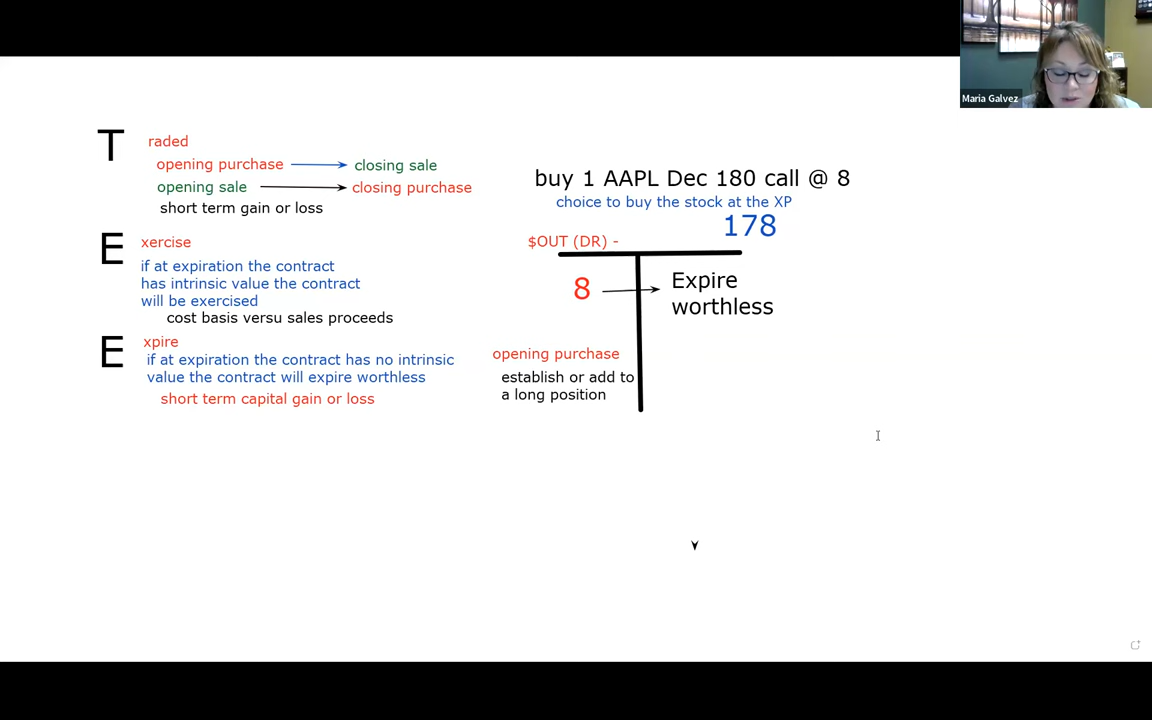 Maria Galvez
T raded
opening purchase closing sale
opening sale closing purchase
short term gain or loss
E xercise
if at expiration the contract
has intrinsic value the contract
will be exercised
cost basis versu sales proceeds
E xpire
if at expiration the contract has no intrinsic
value the contract will expire worthless
short term capital gain or loss
buy 1 AAPL Dec 180 call @ 8
choice to buy the stock at the XP
178
$OUT (DR) -
8
Expire
worthless
opening purchase
establish or add to
a long position